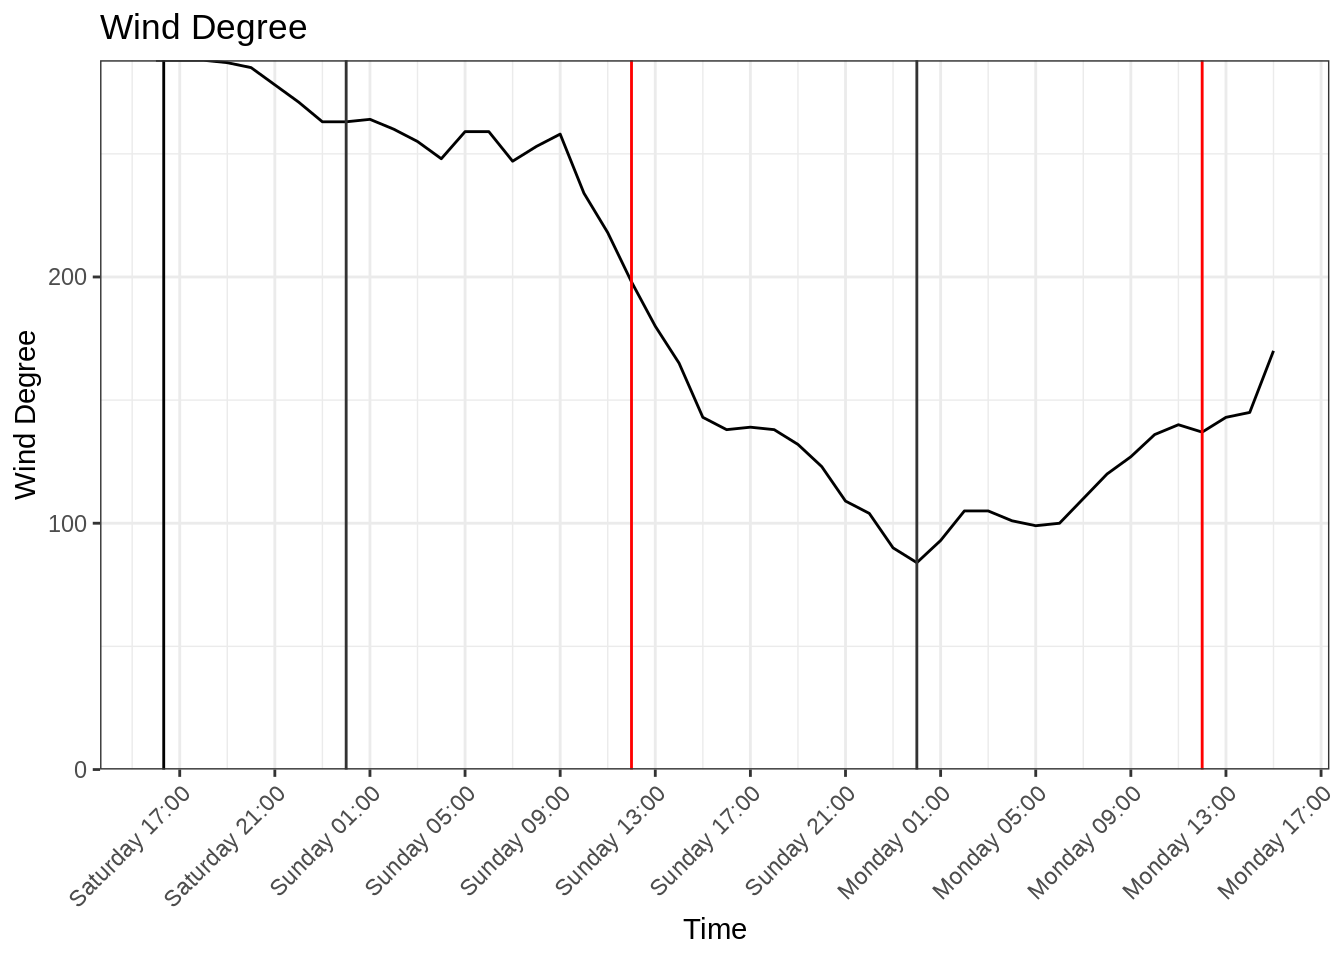 Wind Degree
Wind Degree
200
100
0
Saturday 17:00
Saturday 21:00
Sunday 01:00
Sunday 05:00
Sunday 09:00
Sunday 13:00
Sunday 17:00
Sunday 21:00
Monday 01:00
Monday 05:00
Monday 09:00
Monday 13:00
Monday 17:00
Time